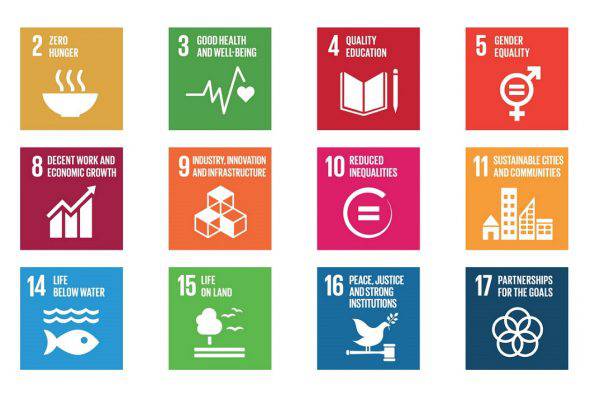 2 ZERO
HUNGER
3 GOOD HEALTH
AND WELL-BEING
4 QUALITY
EDUCATION
5 GENDER
EQUALITY
8 DECENT WORK AND
ECONOMIC GROWTH
9 INDUSTRY, INNOVATION
AND INFRASTRUCTURE
10 REDUCED
INEQUALITIES
11 SUSTAINABLE CITIES
AND COMMUNITIES
14 LIFE
BELOW WATER
15 LIFE
ON LAND
16 PEACE, JUSTICE
AND STRONG
INSTITUTIONS
17 PARTNERSHIPS
FOR THE GOALS